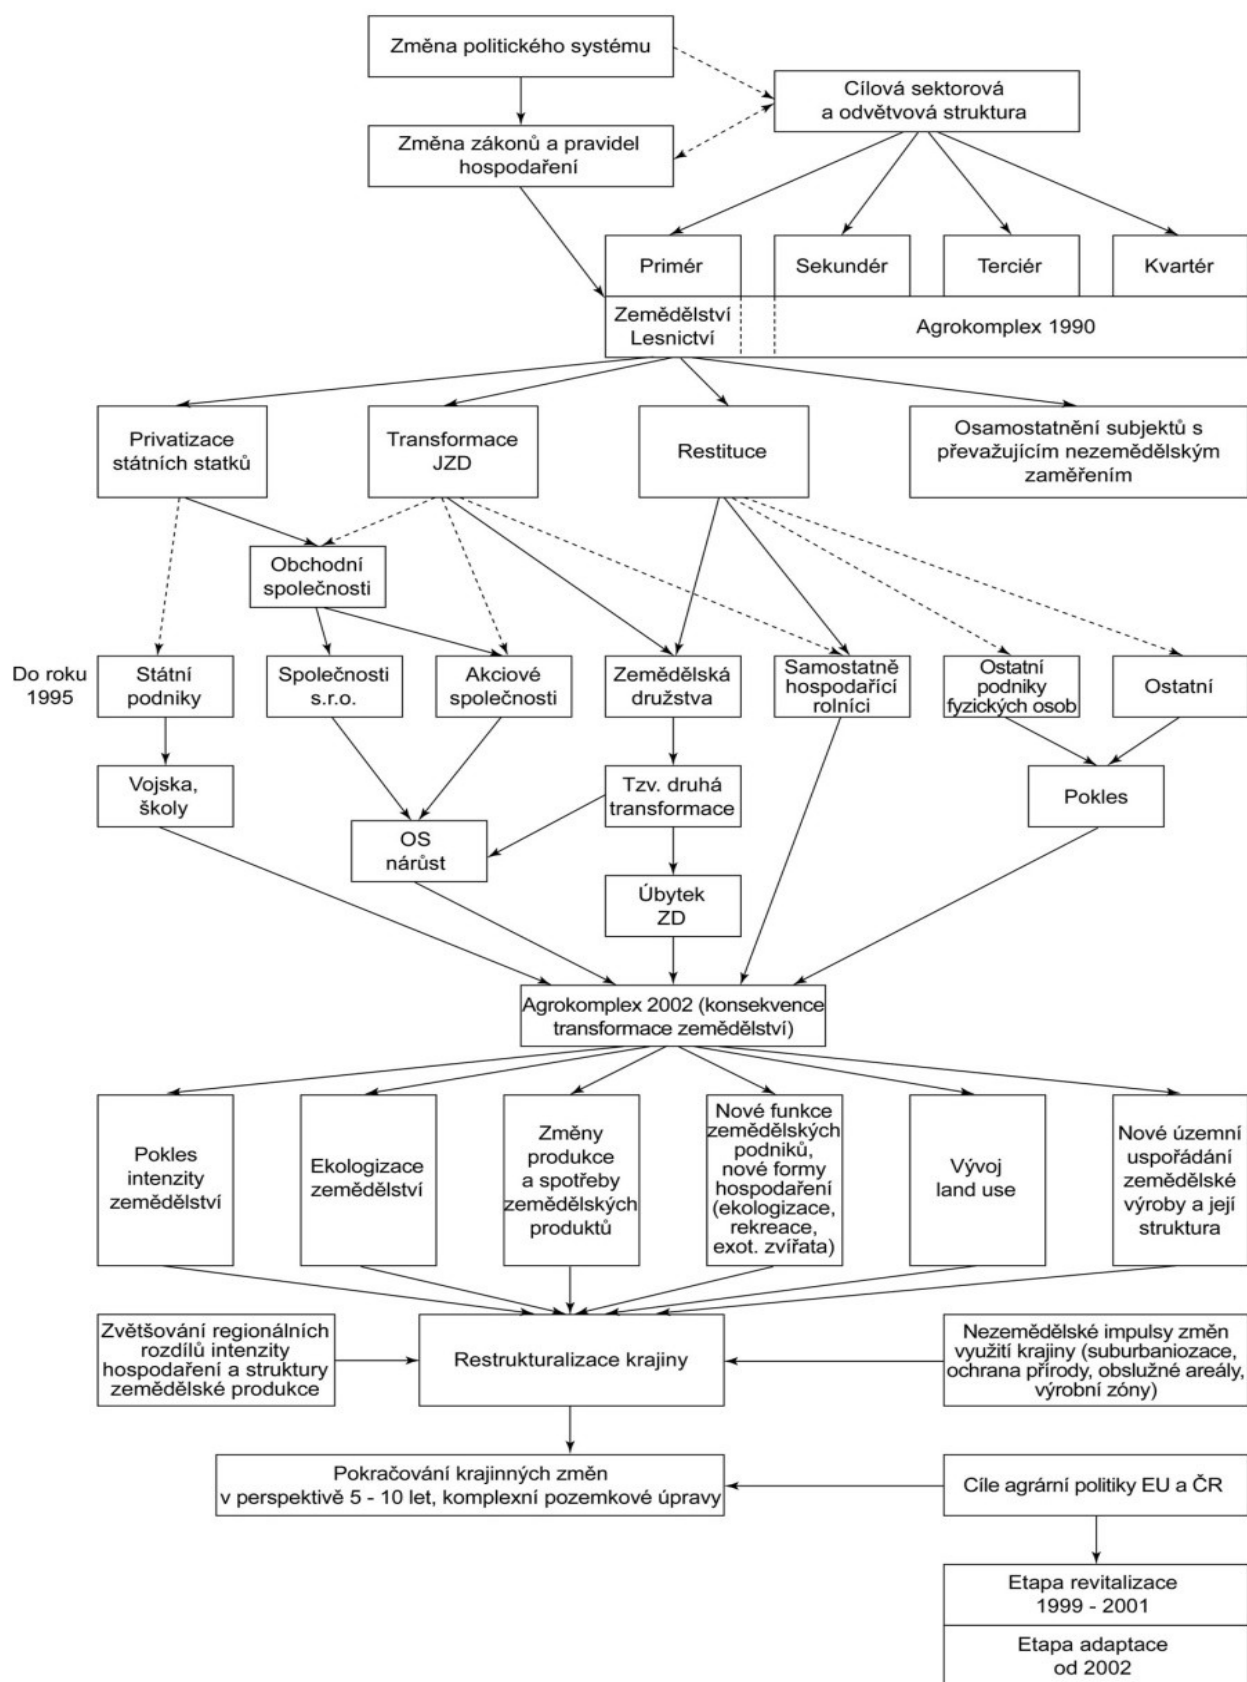 Změna politického systému
Cílová sektorová
a odvětvová struktura
Změna zákonů a pravidel
hospodaření
Primér
Sekundér
Terciér
Kvartér
Zemědělství
Lesnictví
Agrokomplex 1990
Privatizace
státních statků
Transformace
JZD
Restituce
Osamostatnění subjektů s
převažujícím nezemědělským
zaměřením
Obchodní
společnosti
Do roku
1995
Státní
podniky
Společnosti
s.r.o.
Akciové
společnosti
Zemědělská
družstva
Samostatně
hospodařící
rolníci
Ostatní
podniky
fyzických osob
Ostatní
Vojska,
školy
OS
nárůst
Tzv. druhá
transformace
Pokles
Úbytek
ZD
Agrokomplex 2002 (konsekvence
transformace zemědělství)
Pokles
intenzity
zemědělství
Ekologizace
zemědělství
Změny
produkce
a spotřeby
zemědělských
produktů
Nové funkce
zemědělských
podniků,
nové formy
hospodaření
(ekologizace,
rekreace,
exot. zvířata)
Vývoj
land use
Nové územní
uspořádání
zemědělské
výroby a její
struktura
Zvětšování regionálních
rozdílů intenzity
hospodaření a struktury
zemědělské produkce
Restrukturalizace krajiny
Nezemědělské impulsy změn
využití krajiny (suburbaniozace,
ochrana přírody, obslužné areály,
výrobní zóny)
Pokračování krajinných změn
v perspektivě 5 - 10 let, komplexní pozemkové úpravy
Cíle agrární politiky EU a ČR
Etapa revitalizace
1999 - 2001
Etapa adaptace
od 2002